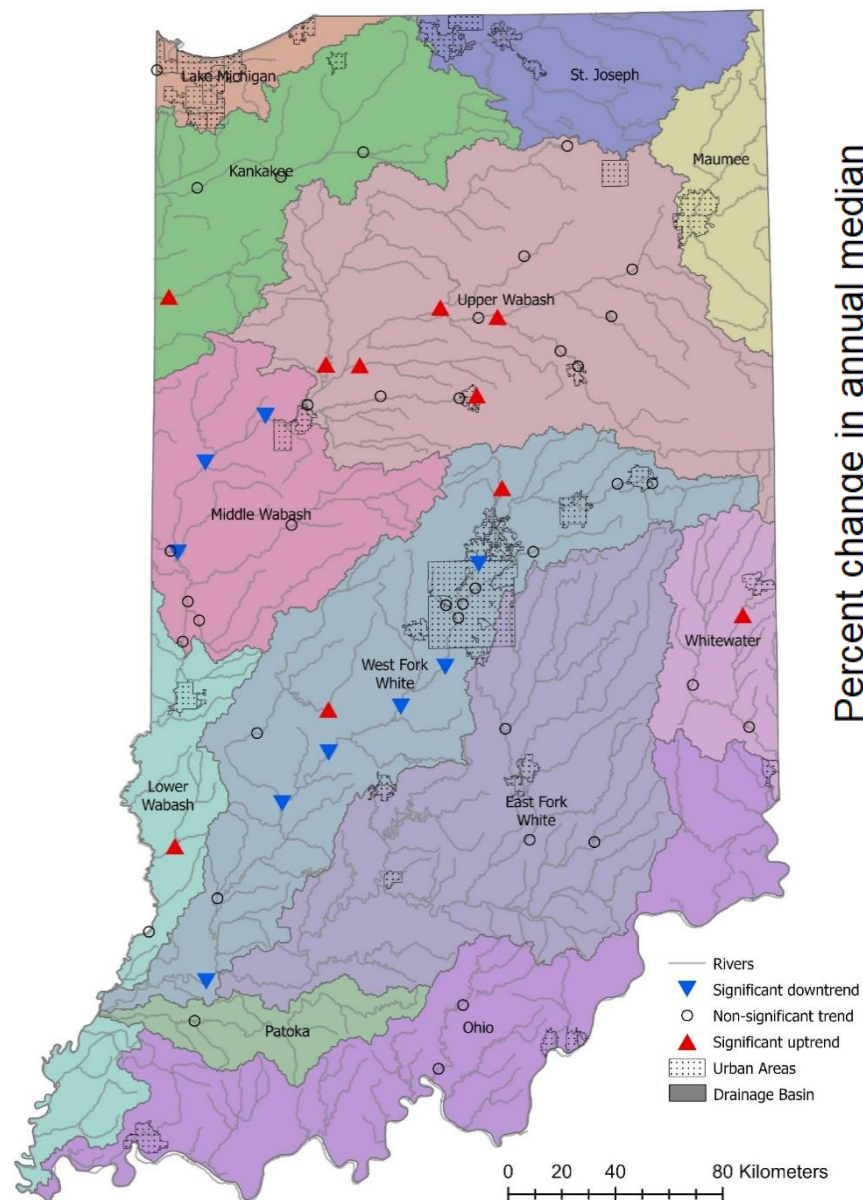 Lake Michigan
St. Joseph
Maumee
Kankakee
Upper Wabash
Middle Wabash
Whitewater
West Fork
White
Lower
Wabash
East Fork
White
Patoka
Ohio
Rivers
Significant downtrend
Non-significant trend
Significant uptrend
Urban Areas
Drainage Basin
0 20 40 80 Kilometers
Percent change in annual median